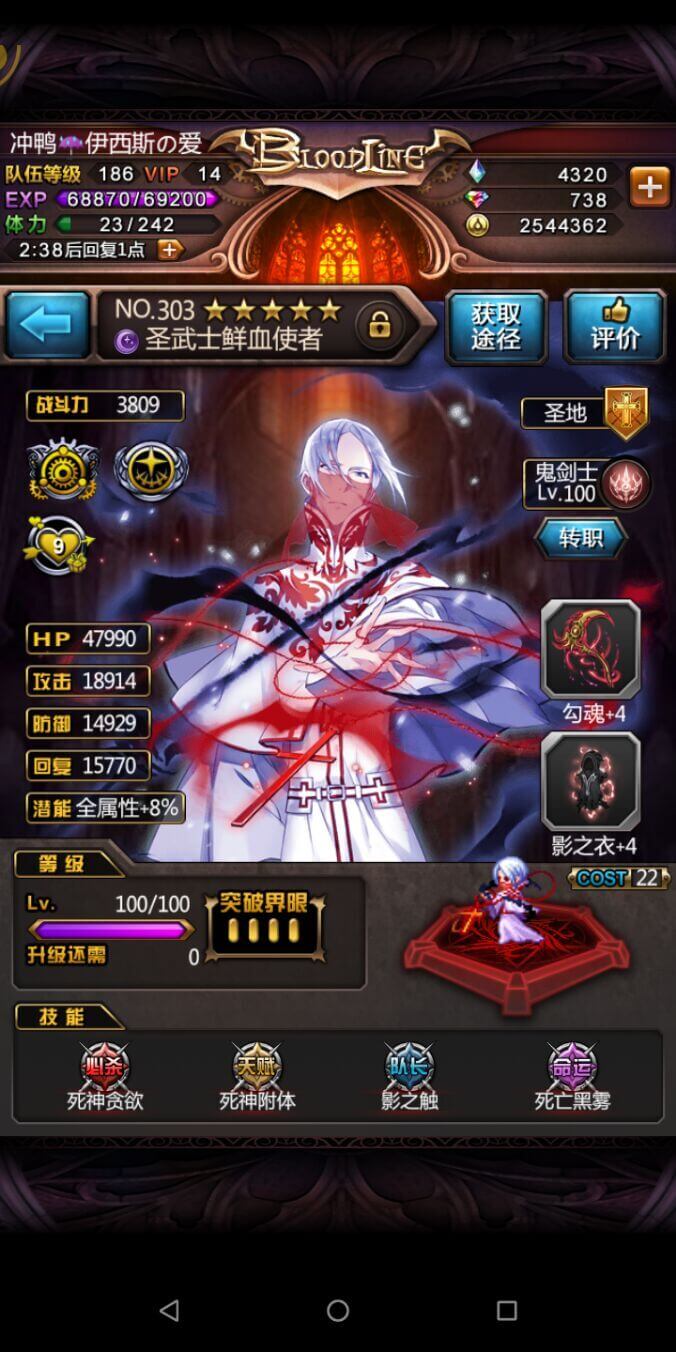 冲鸭 伊西斯の爱
BLOODLINE
队伍等级 186 VIP 14
4320
EXP 68870/69200
738
体力 23/242
2544362
2:38后回复1点
NO.303
圣武士鲜血使者
获取
途径
评价
战斗力 3809
圣地
鬼剑士
Lv.100
9
转职
HP 47990
攻击 18914
勾魂+4
防御 14929
回复 15770
潜能 全属性+8%
影之衣+4
等级
COST 22
Lv. 100/100
突破界限
升级还需 0
技能
必杀 天赋 队长 命运
死神贪欲 死神附体 影之触 死亡黑雾